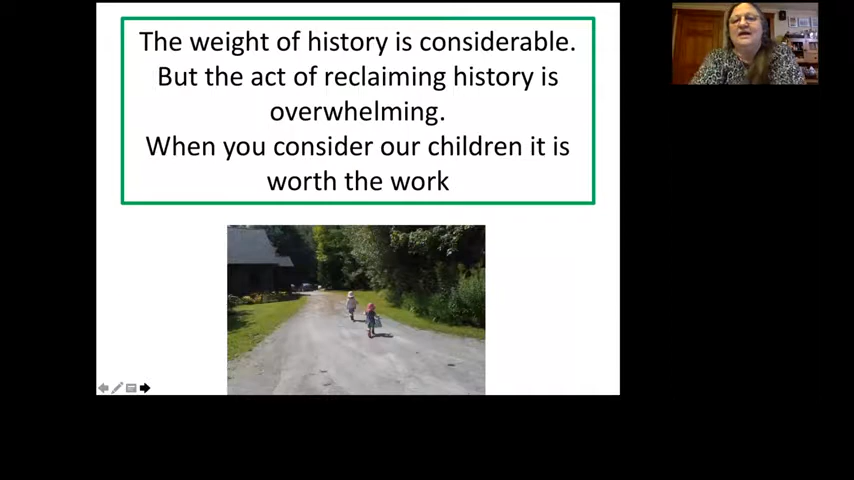 The weight of history is considerable.
But the act of reclaiming history is
overwhelming.
When you consider our children it is
worth the work